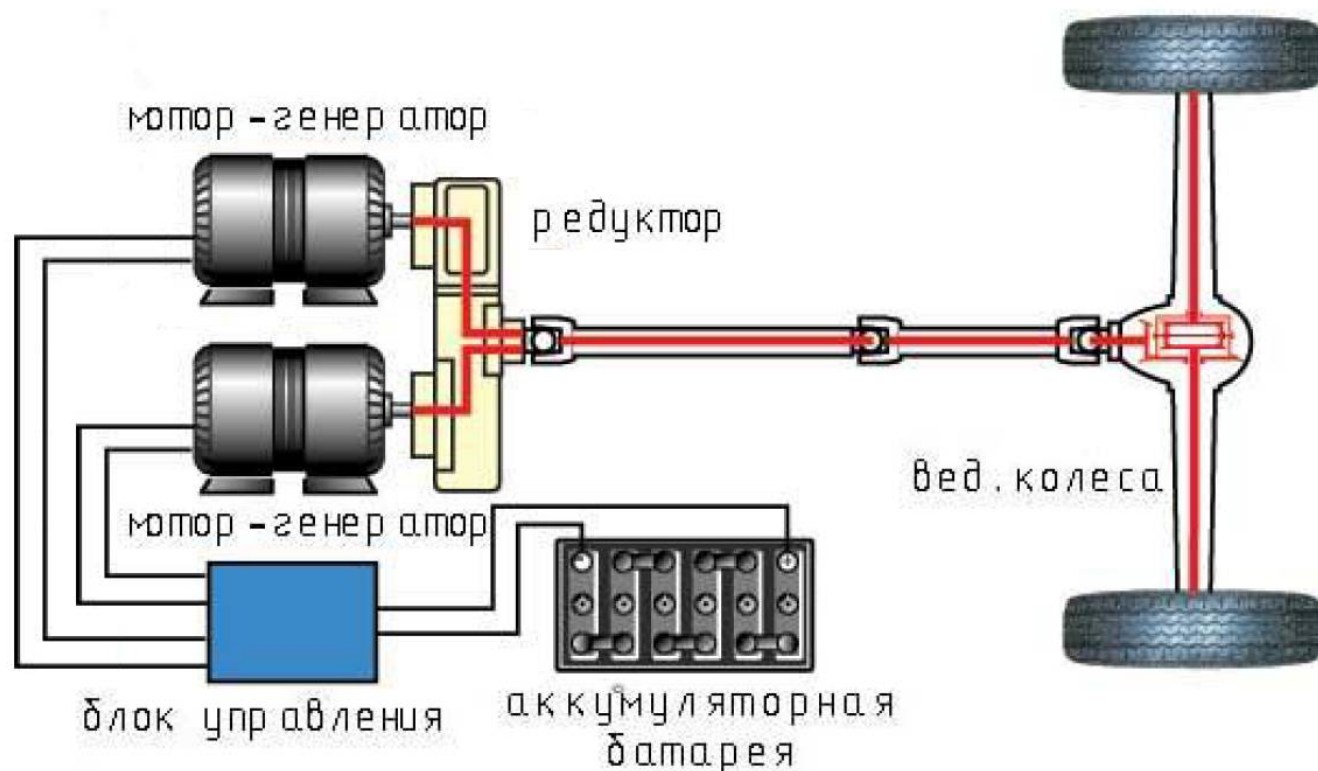 мотор-генератор
редуктор
вед. колеса
мотор-генератор
блок управления
аккумуляторная
батарея